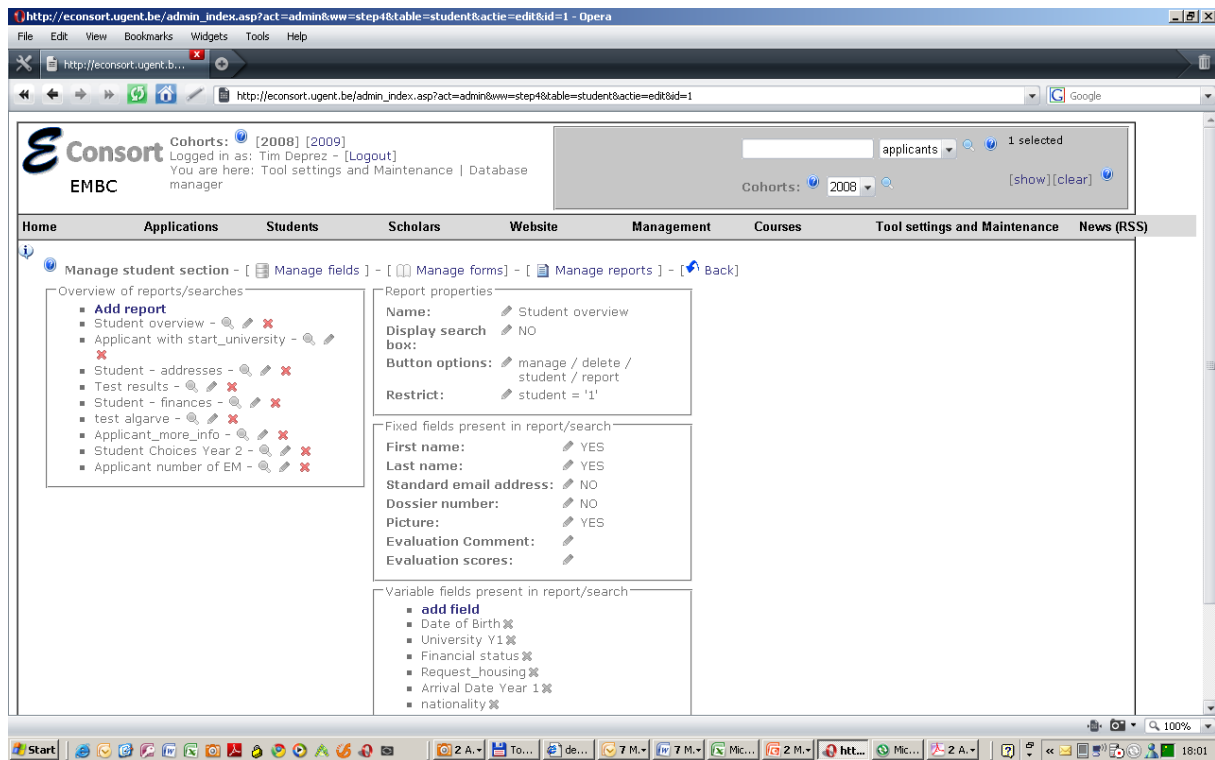 http://econsort.ugent.be/admin_index.asp?act=admin&ww=step4&table=student&actie=edit&id=1 - Opera
File Edit View Bookmarks Widgets Tools Help
http://econsort.ugent.b...
http://econsort.ugent.be/admin_index.asp?act=admin&ww=step4&table=student&actie=edit&id=1
Google
E Consort
EMBC
Cohorts: [2008] [2009]
Logged in as: Tim Deprez - [Logout]
You are here: Tool settings and Maintenance | Database
manager
applicants 1 selected
Cohorts: 2008 [show][clear]
Home Applications Students Scholars Website Management Courses Tool settings and Maintenance News (RSS)
Manage student section - [ Manage fields ] - [ Manage forms] - [ Manage reports ] - [ Back]
Overview of reports/searches
Add report
Student overview -
Applicant with start_university -
Student - addresses -
Test results -
Student - finances -
test algarve -
Applicant_more_info -
Student Choices Year 2 -
Applicant number of EM -
Report properties
Name: Student overview
Display search NO
box:
Button options: manage / delete /
student / report
Restrict: student = '1'
Fixed fields present in report/search
First name: YES
Last name: YES
Standard email address: NO
Dossier number: NO
Picture: YES
Evaluation Comment:
Evaluation scores:
Variable fields present in report/search
add field
Date of Birth
University Y1
Financial status
Request_housing
Arrival Date Year 1
nationality
100%
Start 2 A. To... de... 7 M. 7 M. Mic... 2 M. htt... Mic... 2 A. 18:01